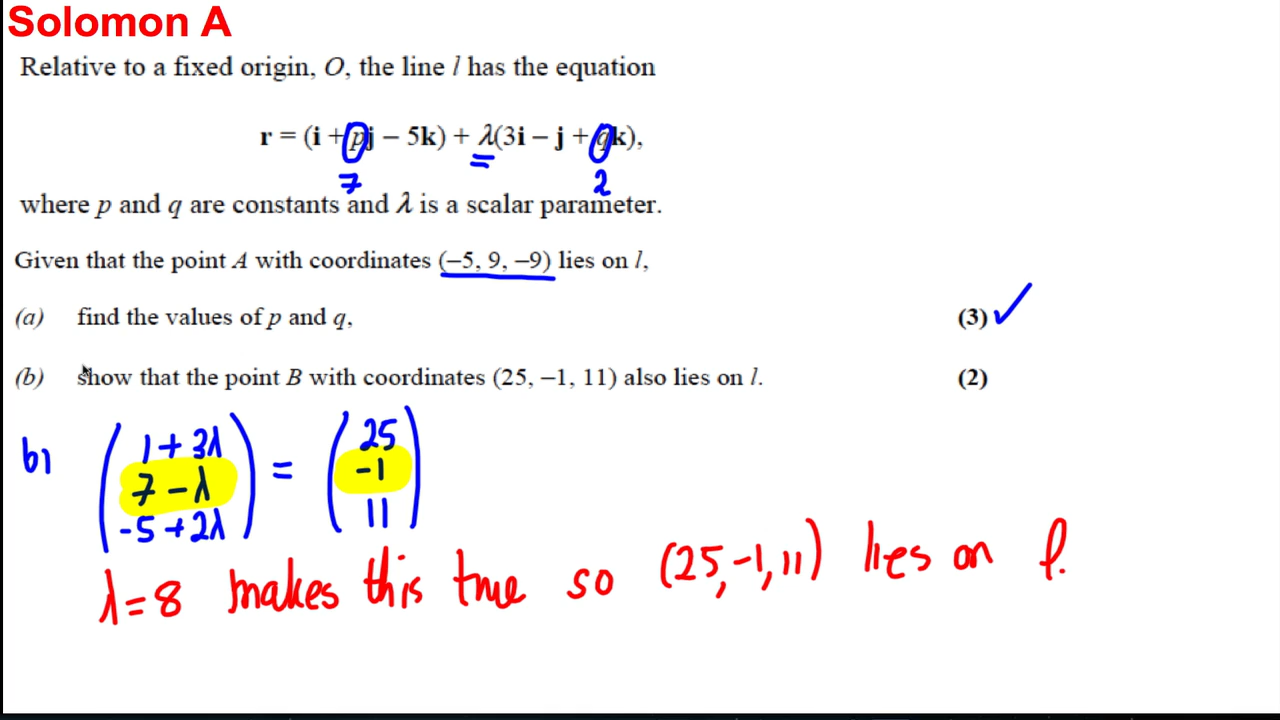 Solomon A
Relative to a fixed origin, O, the line l has the equation
r = (i + pj − 5k) + λ(3i − j + qk),
7 2
where p and q are constants and λ is a scalar parameter.
Given that the point A with coordinates (−5, 9, −9) lies on l,
(a) find the values of p and q, (3) ✓
(b) show that the point B with coordinates (25, −1, 11) also lies on l. (2)
b) 1 + 3λ 25
7 − λ = −1
-5 + 2λ 11
λ = 8 makes this true so (25, -1, 11) lies on l.